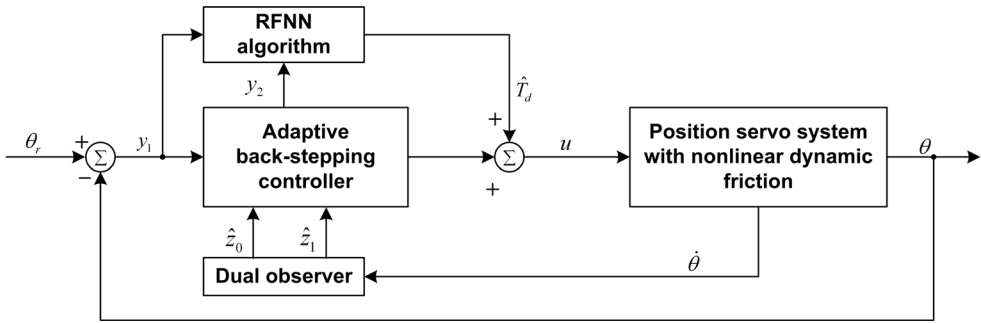 RFNN
algorithm
y₂
T̂_d
θᵣ
+
−
Σ
y₁
Adaptive
back-stepping
controller
+
+
Σ
u
Position servo system
with nonlinear dynamic
friction
θ
ẑ₀
ẑ₁
Dual observer
θ̇